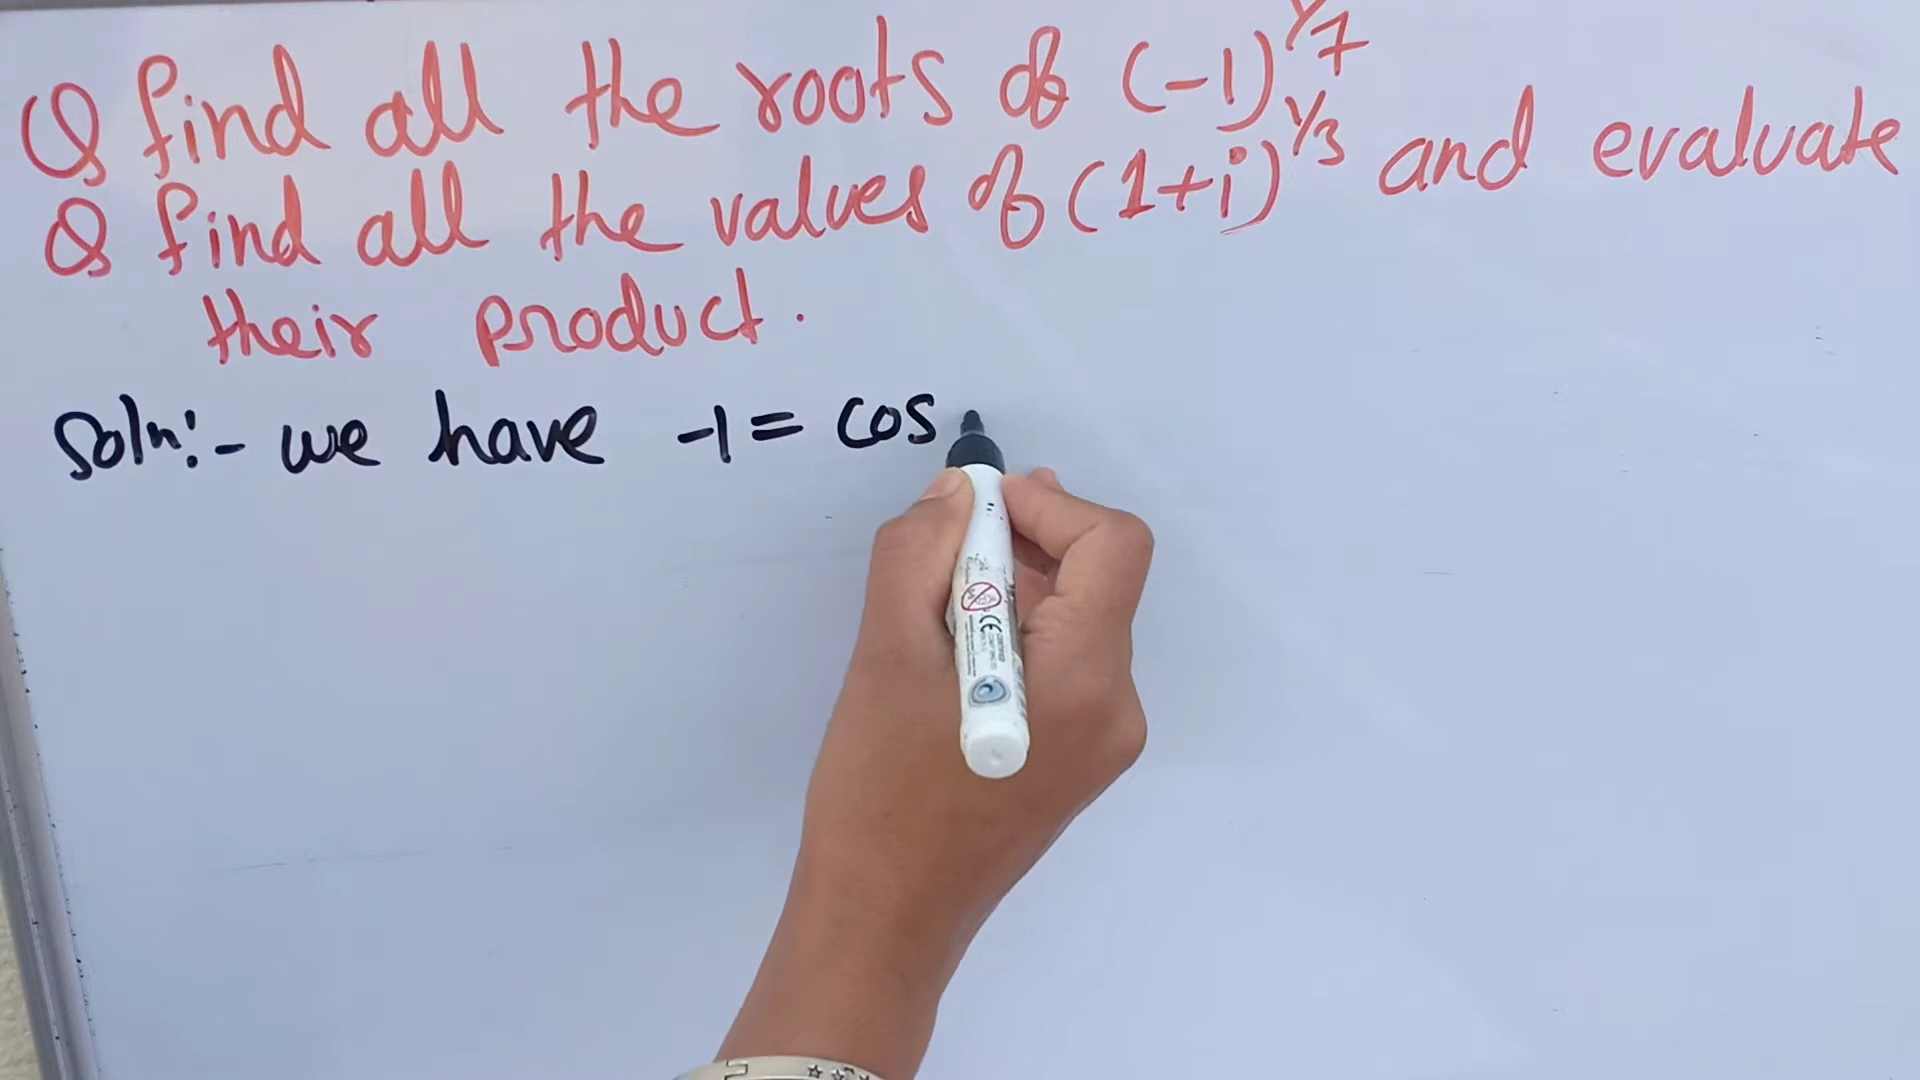 Q find all the roots of (-1)^1/7
Q find all the values of (1+i)^1/3 and evaluate
their product.
Soln:- we have -1 = cos
CE